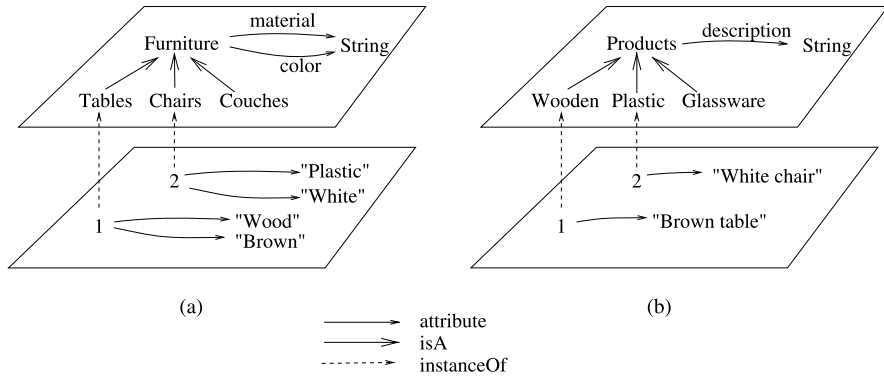 material
Furniture
String
color
Tables Chairs Couches
"Plastic"
2
"White"
1
"Wood"
"Brown"
(a)
description
Products
String
Wooden Plastic Glassware
2
"White chair"
1
"Brown table"
(b)
attribute
isA
instanceOf